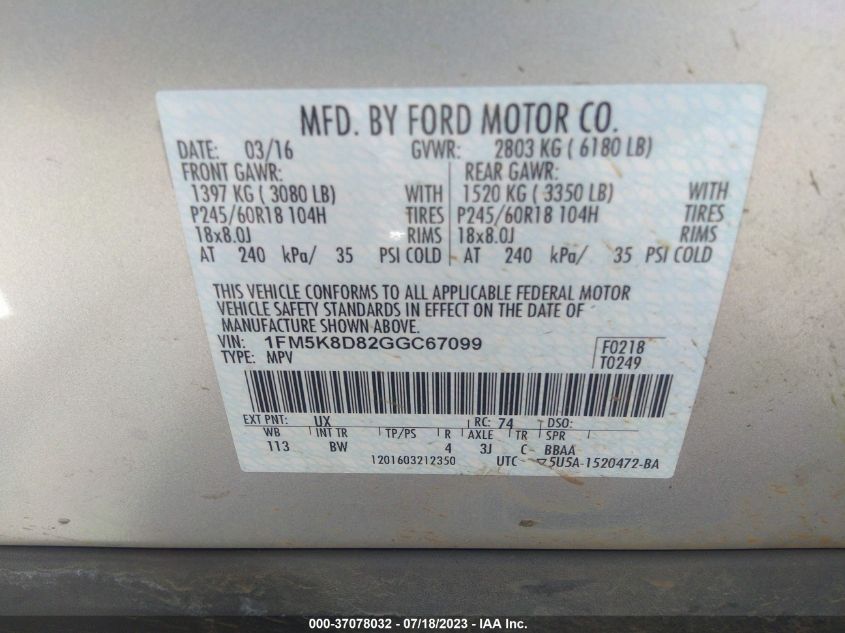 MFD. BY FORD MOTOR CO.
DATE: 03/16 GVWR: 2803 KG ( 6180 LB)
FRONT GAWR: REAR GAWR:
1397 KG ( 3080 LB) WITH 1520 KG ( 3350 LB) WITH
P245/60R18 104H TIRES P245/60R18 104H TIRES
18x8.0J RIMS 18x8.0J RIMS
AT 240 kPa/ 35 PSI COLD AT 240 kPa/ 35 PSI COLD
THIS VEHICLE CONFORMS TO ALL APPLICABLE FEDERAL MOTOR
VEHICLE SAFETY STANDARDS IN EFFECT ON THE DATE OF
MANUFACTURE SHOWN ABOVE.
VIN: 1FM5K8D82GGC67099 F0218
TYPE: MPV T0249
EXT PNT: UX RC: 74 DSO:
WB INT TR TP/PS R AXLE TR SPR
113 BW 4 3J C BBAA
1201603212350 UTC 5U5A-1520472-BA
000-37078032 - 07/18/2023 - IAA Inc.